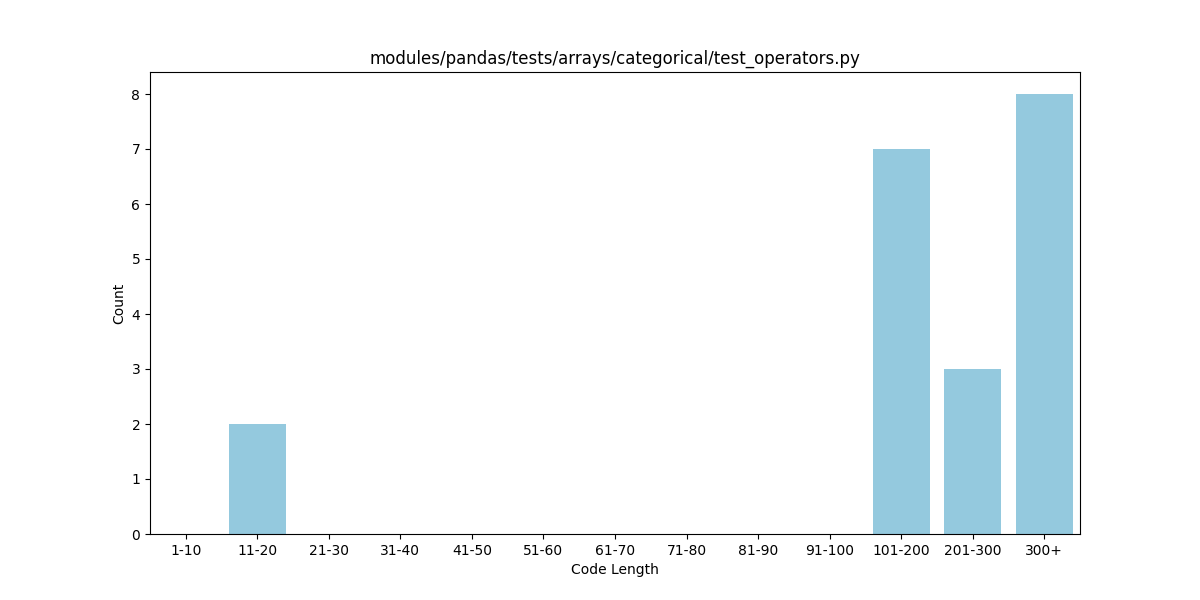 modules/pandas/tests/arrays/categorical/test_operators.py
8
7
6
5
4
3
2
1
0
Count
1-10 11-20 21-30 31-40 41-50 51-60 61-70 71-80 81-90 91-100 101-200 201-300 300+
Code Length